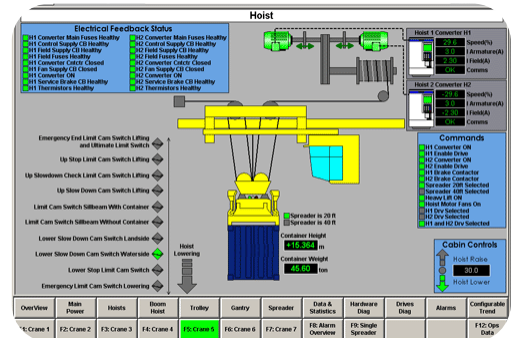 Hoist
Electrical Feedback Status
H1 Converter Main Fuses Healthy
H1 Control Supply CB Healthy
H1 Field Supply CB Healthy
H1 Field Fuses Healthy
H1 Converter Cntctr Closed
H1 Fan Supply CB Closed
H1 Converter ON
H1 Service Brake CB Healthy
H1 Thermistors Healthy
H2 Converter Main Fuses Healthy
H2 Control Supply CB Healthy
H2 Field Supply CB Healthy
H2 Field Fuses Healthy
H2 Converter Cntctr Closed
H2 Fan Supply CB Closed
H2 Converter ON
H2 Service Brake CB Healthy
H2 Thermistors Healthy
Hoist 1 Converter H1
29.6 Speed(%)
3.0 I Armature(A)
2.30 I Field(A)
OK Comms
Hoist 2 Converter H2
-29.6 Speed(%)
3.0 I Armature(A)
-2.30 I Field(A)
OK Comms
Emergency End Limit Cam Switch Lifting
and Ultimate Limit Switch
Up Stop Limit Cam Switch Lifting
Up Slowdown Check Limit Cam Switch Lifting
Up Slow Down Cam Switch Lifting
Limit Cam Switch Sillbeam With Container
Limit Cam Switch Sillbeam Without Container
Lower Slow Down Cam Switch Landside
Lower Slow Down Cam Switch Waterside
Lower Stop Limit Cam Switch
Emergency Limit Cam Switch Lowering
Hoist
Lowering
Spreader is 20 ft
Spreader is 40 ft
Container Height
+15.364 m
Container Weight
45.60 ton
Commands
H1 Converter ON
H1 Enable Drive
H2 Converter ON
H2 Enable Drive
H1 Brake Contactor
H2 Brake Contactor
Spreader 20ft Selected
Spreader 40ft Selected
Heavy Lift ON
Hoist Motor Fans On
H1 Drv Selected
H2 Drv Selected
H1 and H2 Drv Selected
Cabin Controls
Hoist Raise
30.0
Hoist Lower
OverView
Main
Power
Hoists
Boom
Hoist
Trolley
Gantry
Spreader
Data &
Statistics
Hardware
Diag
Drives
Diag
Alarms
Configurable
Trend
F1: Crane 1
F2: Crane 2
F3: Crane 3
F4: Crane 4
F5: Crane 5
F6: Crane 6
F7: Crane 7
F8: Alarm
Overview
F9: Single
Spreader
F12: Ops
Data